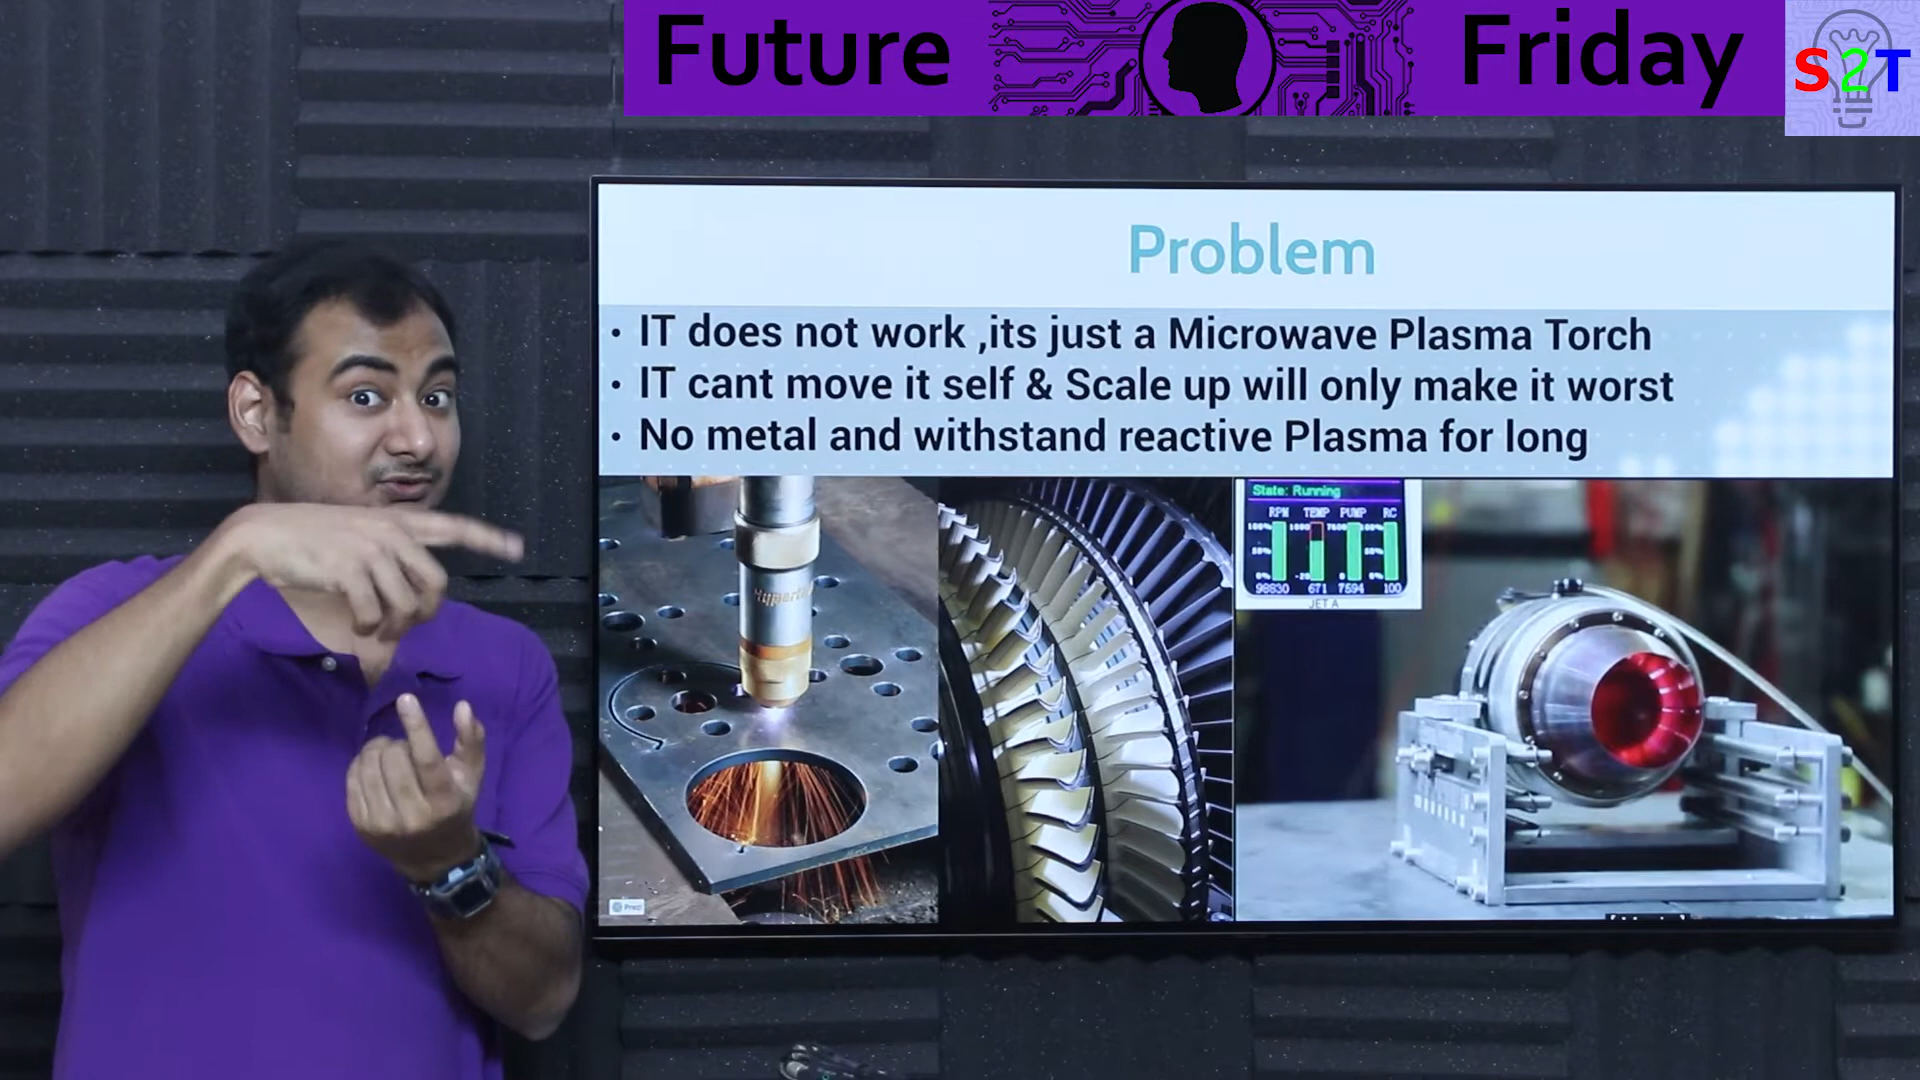 Future Friday
S2T
Problem
• IT does not work ,its just a Microwave Plasma Torch
• IT cant move it self & Scale up will only make it worst
• No metal and withstand reactive Plasma for long
State: Running
RPM TEMP PUMP RC
98830 671 7594 100
JET A
Prezi